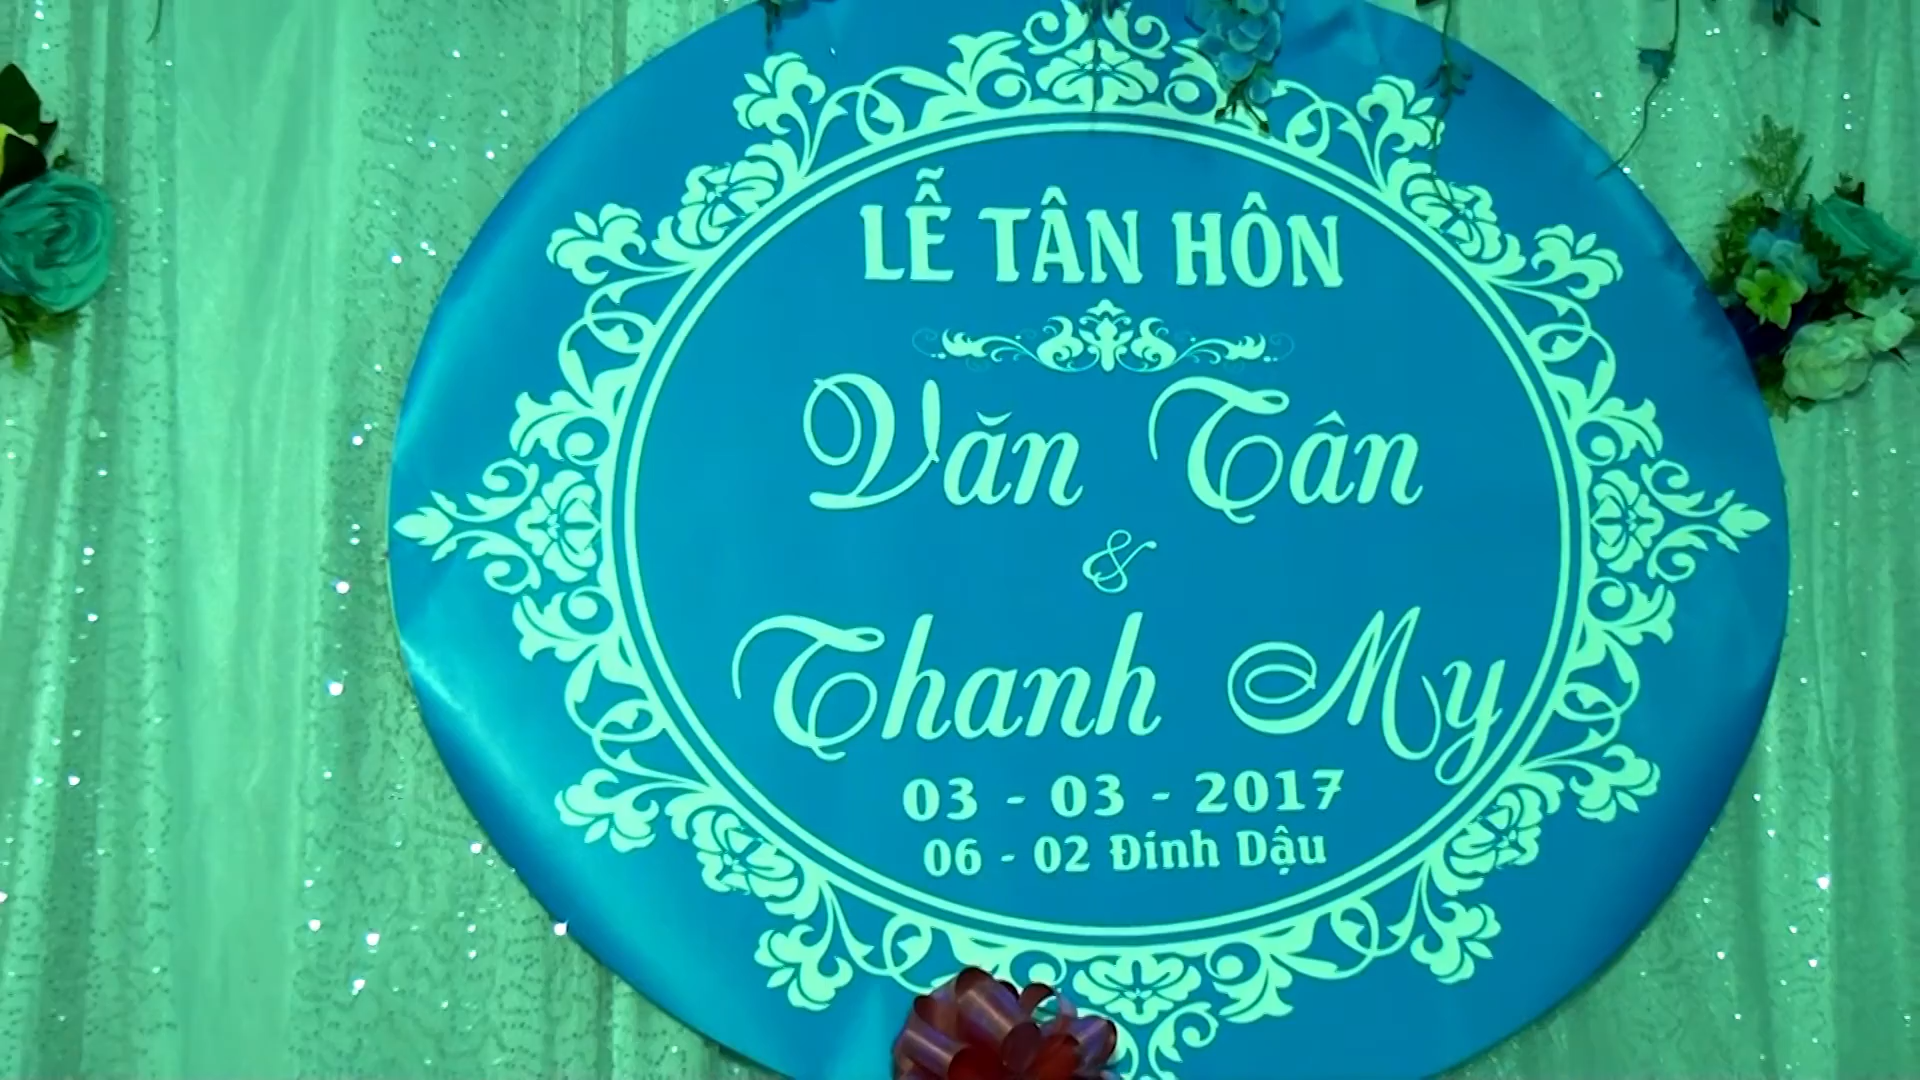 LỄ TÂN HÔN
Văn Tân
&
Thanh My
03 - 03 - 2017
06 - 02 Đinh Dậu